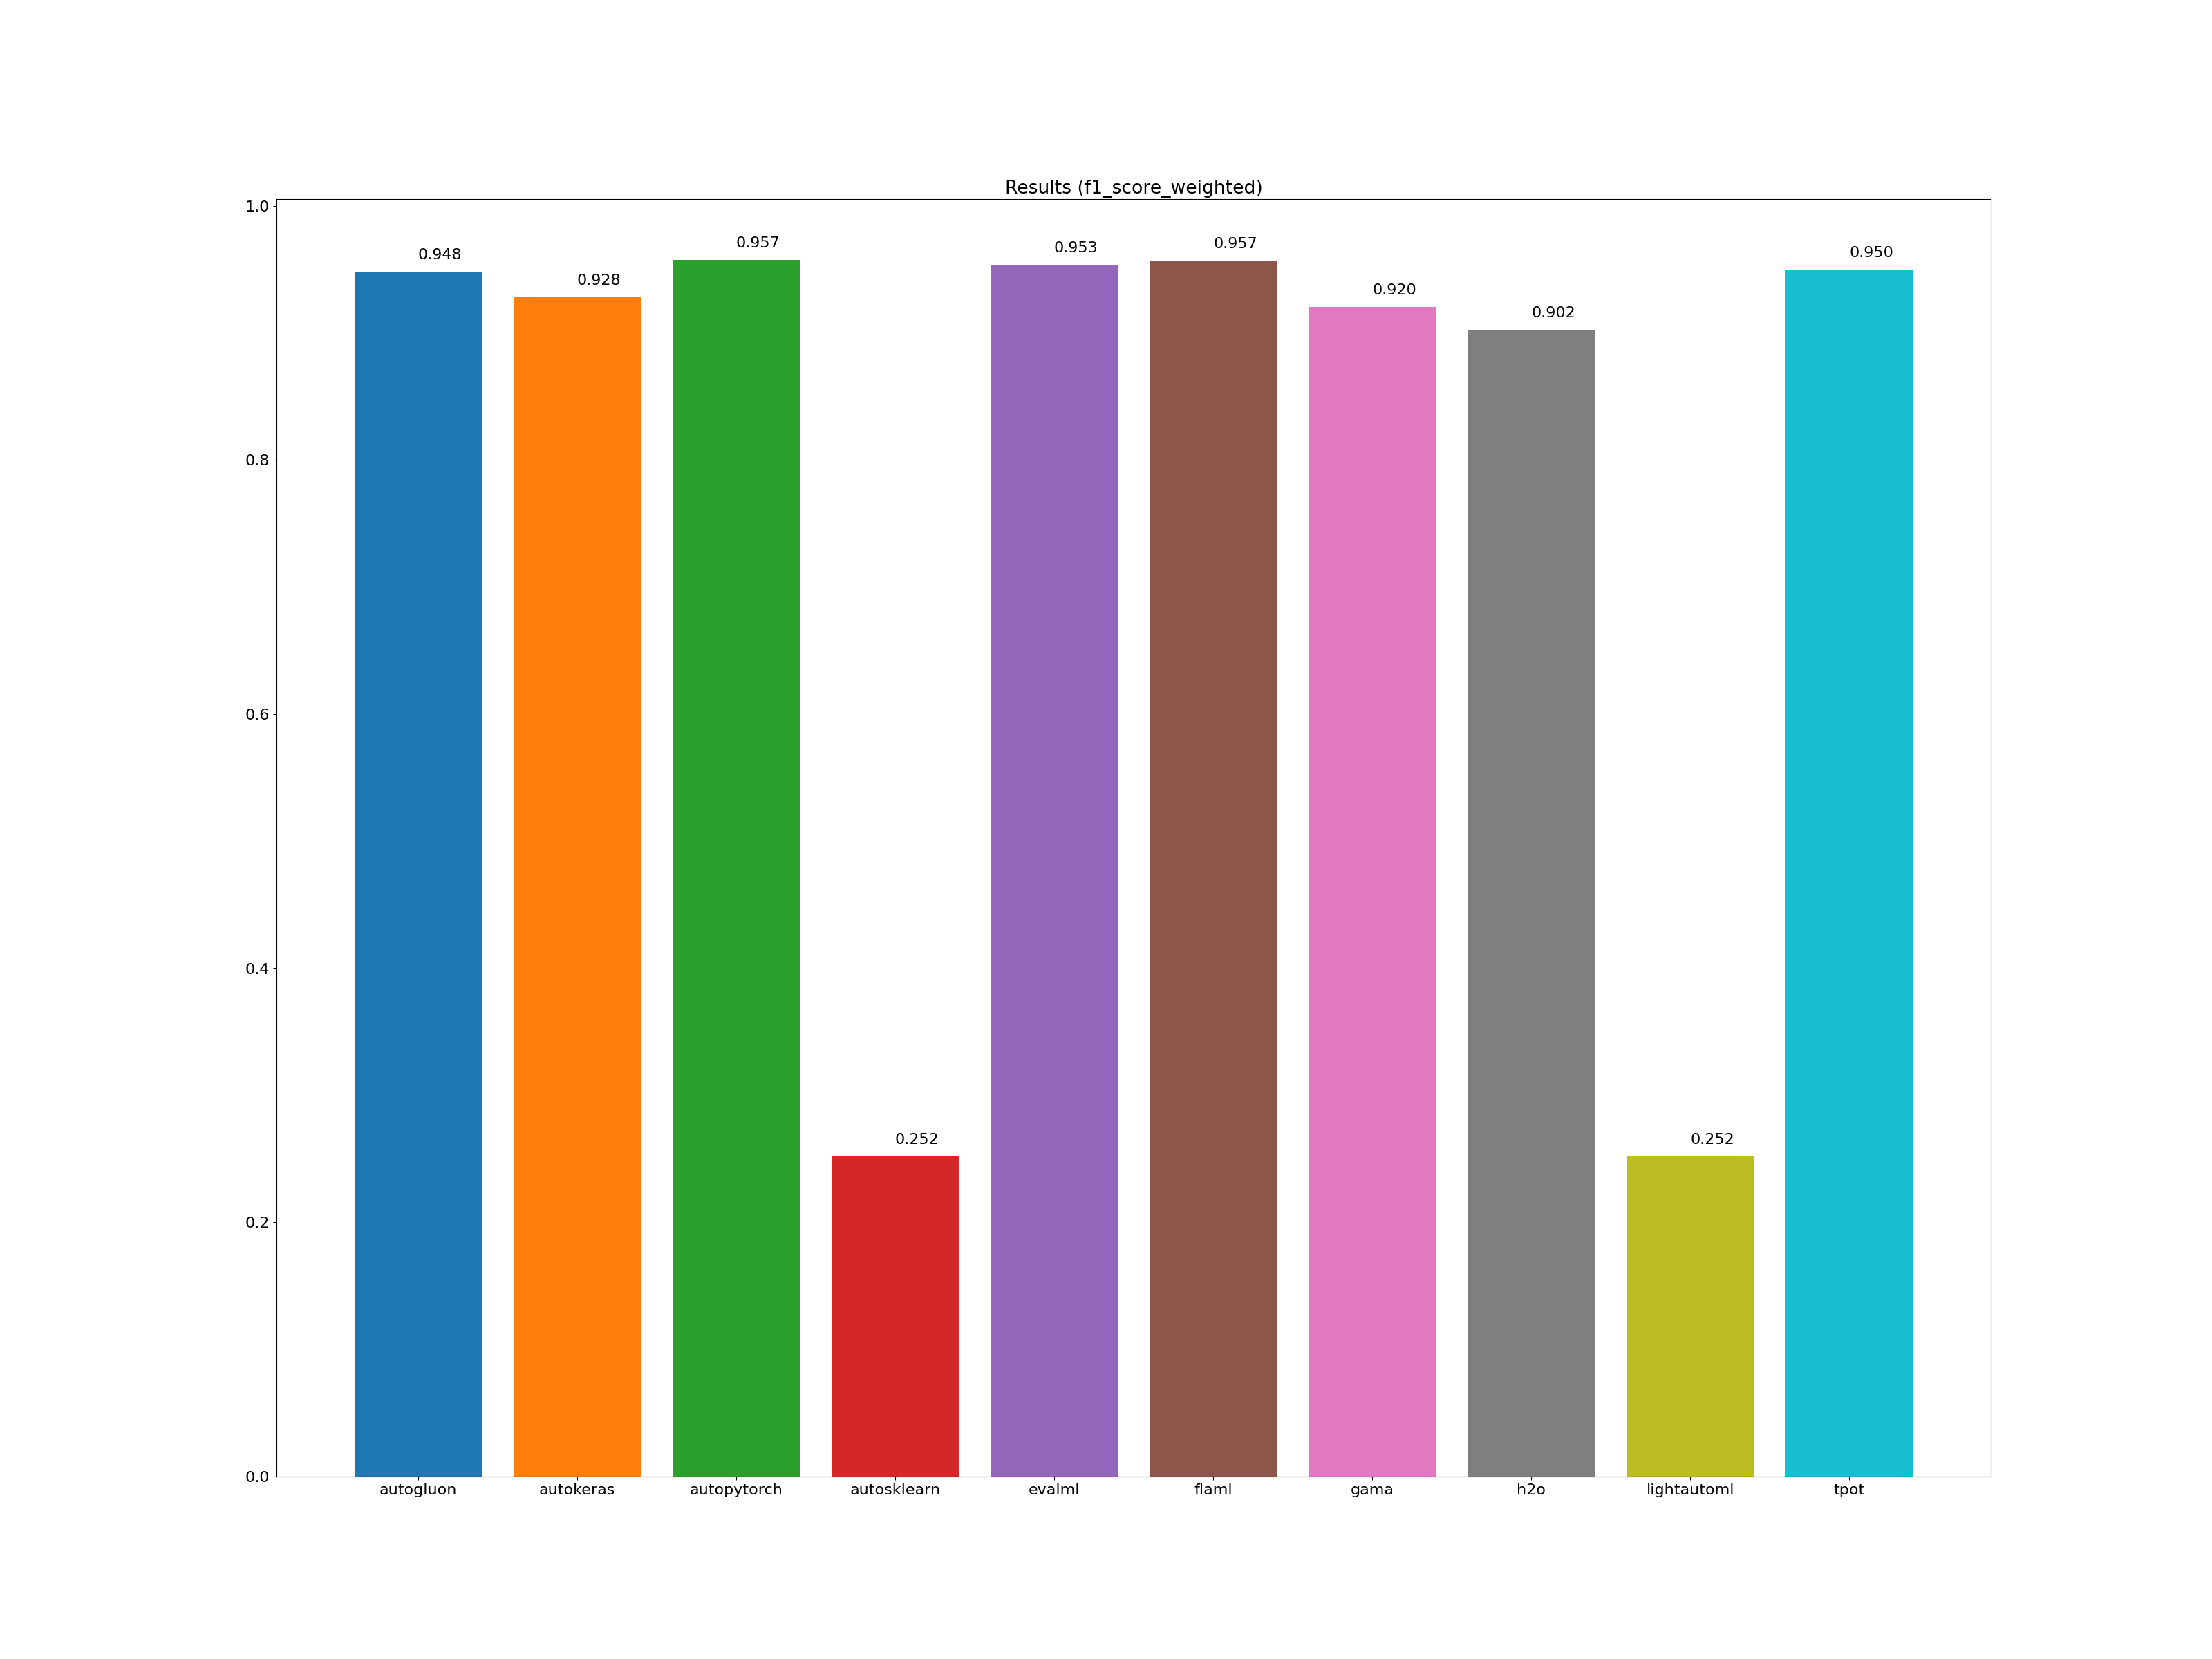 Results (f1_score_weighted)
1.0
0.8
0.6
0.4
0.2
0.0
0.948
0.928
0.957
0.252
0.953
0.957
0.920
0.902
0.252
0.950
autogluon
autokeras
autopytorch
autosklearn
evalml
flaml
gama
h2o
lightautoml
tpot